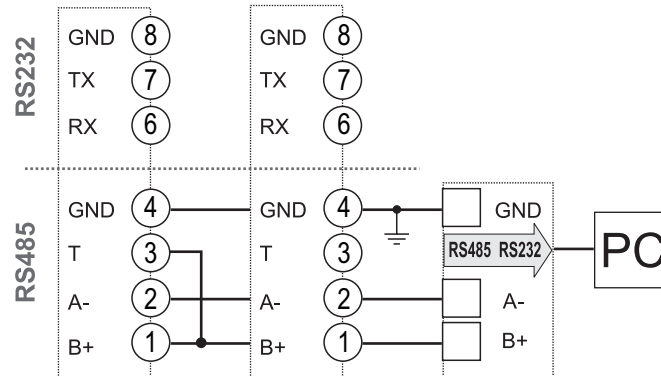 RS232
GND 8 GND 8
TX 7 TX 7
RX 6 RX 6
RS485
GND 4 GND 4 GND
T 3 T 3 RS485 RS232 PC
A- 2 A- 2 A-
B+ 1 B+ 1 B+